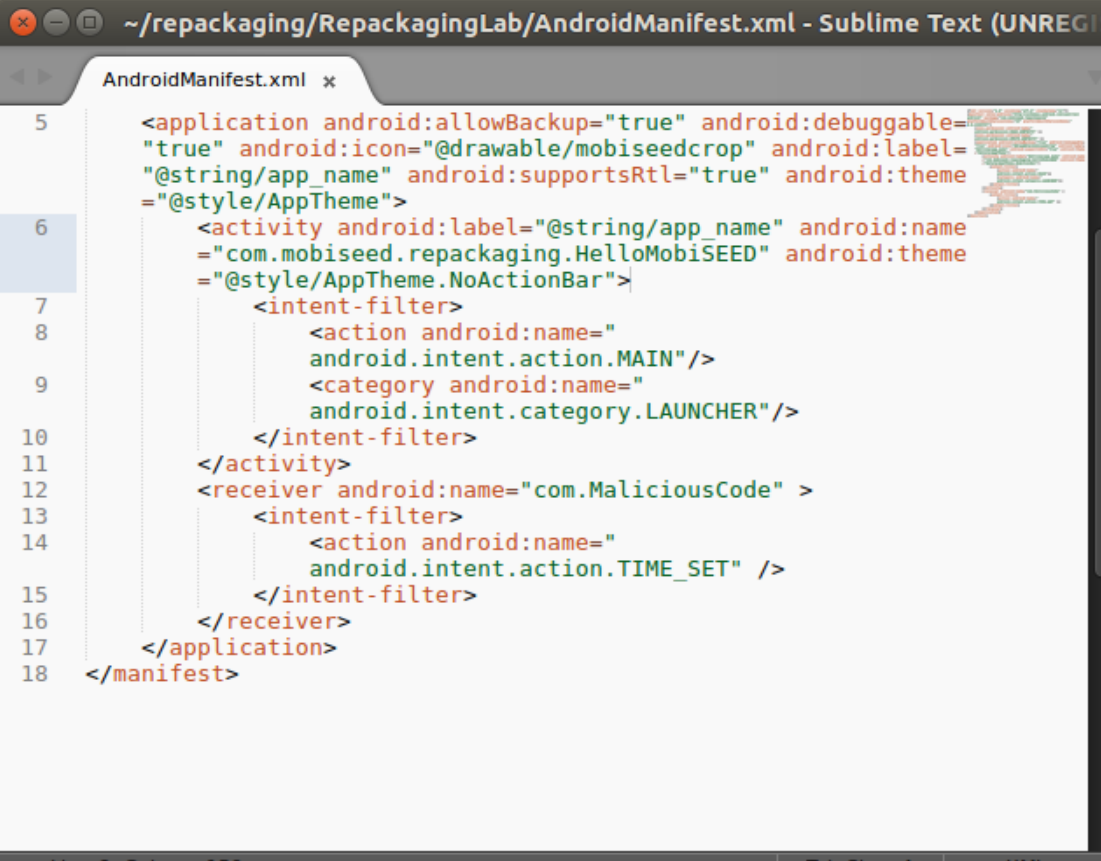 ~/repackaging/RepackagingLab/AndroidManifest.xml - Sublime Text (UNREGI
AndroidManifest.xml ×
5 <application android:allowBackup="true" android:debuggable=
"true" android:icon="@drawable/mobiseedcrop" android:label=
"@string/app_name" android:supportsRtl="true" android:theme
="@style/AppTheme">
6 <activity android:label="@string/app_name" android:name
="com.mobiseed.repackaging.HelloMobiSEED" android:theme
="@style/AppTheme.NoActionBar">
7 <intent-filter>
8 <action android:name="
android.intent.action.MAIN"/>
9 <category android:name="
android.intent.category.LAUNCHER"/>
10 </intent-filter>
11 </activity>
12 <receiver android:name="com.MaliciousCode" >
13 <intent-filter>
14 <action android:name="
android.intent.action.TIME_SET" />
15 </intent-filter>
16 </receiver>
17 </application>
18 </manifest>